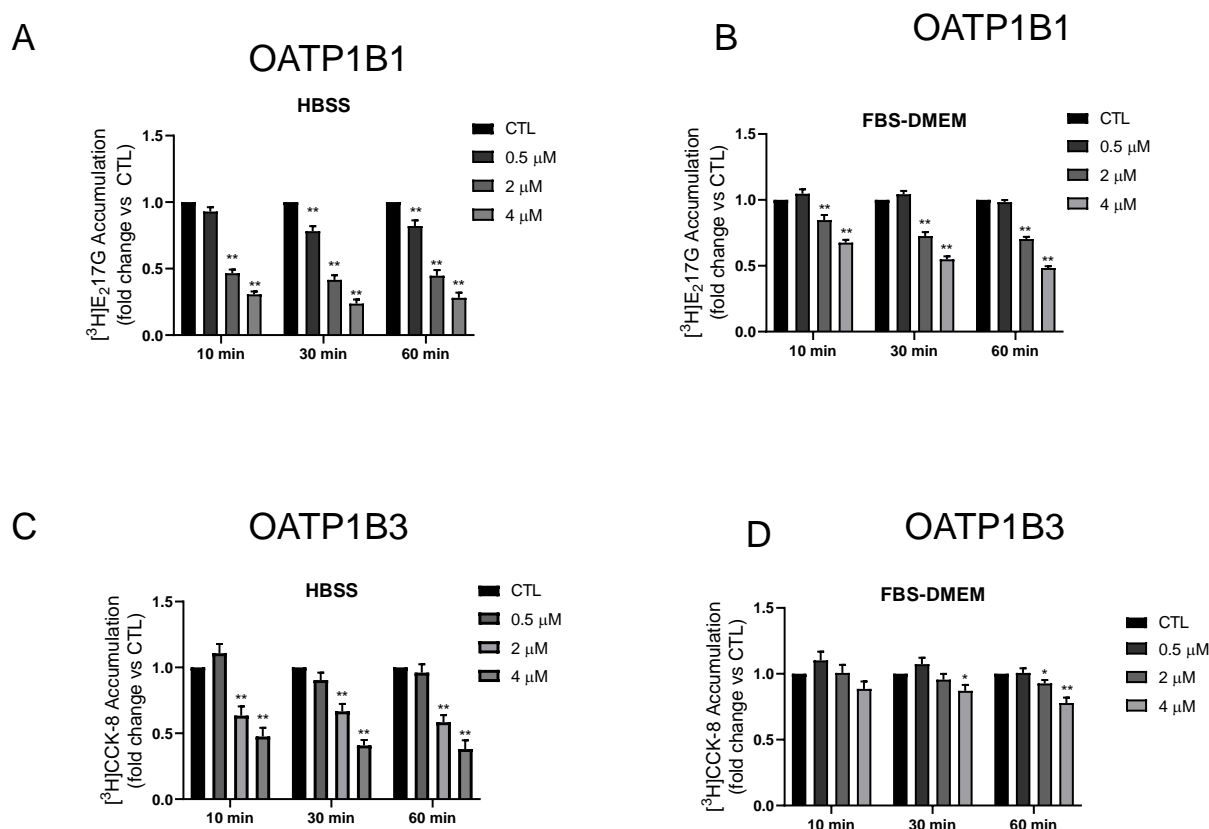 A
OATP1B1
HBSS
[³H]E₂17G Accumulation
(fold change vs CTL)
1.5
1.0
0.5
0.0
**
**
**
**
**
**
**
**
10 min
30 min
60 min
CTL
0.5 µM
2 µM
4 µM
B
OATP1B1
FBS-DMEM
[³H]E₂17G Accumulation
(fold change vs CTL)
1.5
1.0
0.5
0.0
**
**
**
**
**
**
10 min
30 min
60 min
CTL
0.5 µM
2 µM
4 µM
C
OATP1B3
HBSS
[³H]CCK-8 Accumulation
(fold change vs CTL)
1.5
1.0
0.5
0.0
**
**
**
**
**
**
10 min
30 min
60 min
CTL
0.5 µM
2 µM
4 µM
D
OATP1B3
FBS-DMEM
[³H]CCK-8 Accumulation
(fold change vs CTL)
1.5
1.0
0.5
0.0
*
*
**
10 min
30 min
60 min
CTL
0.5 µM
2 µM
4 µM